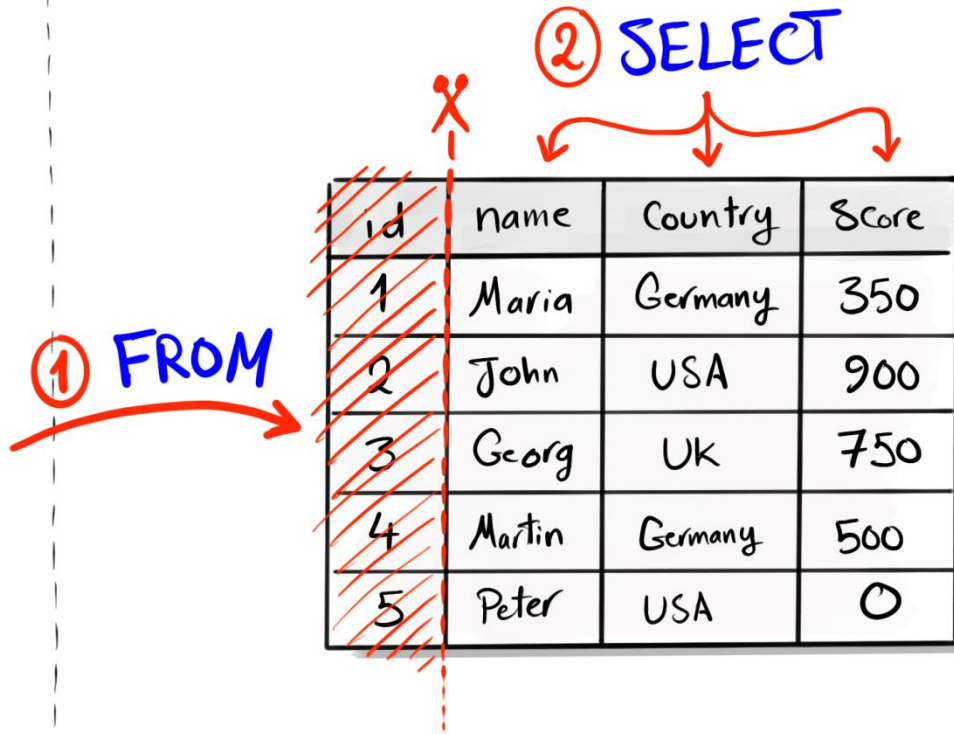 2 SELECT
id name Country Score
1 Maria Germany 350
1 FROM
2 John USA 900
3 Georg UK 750
4 Martin Germany 500
5 Peter USA 0